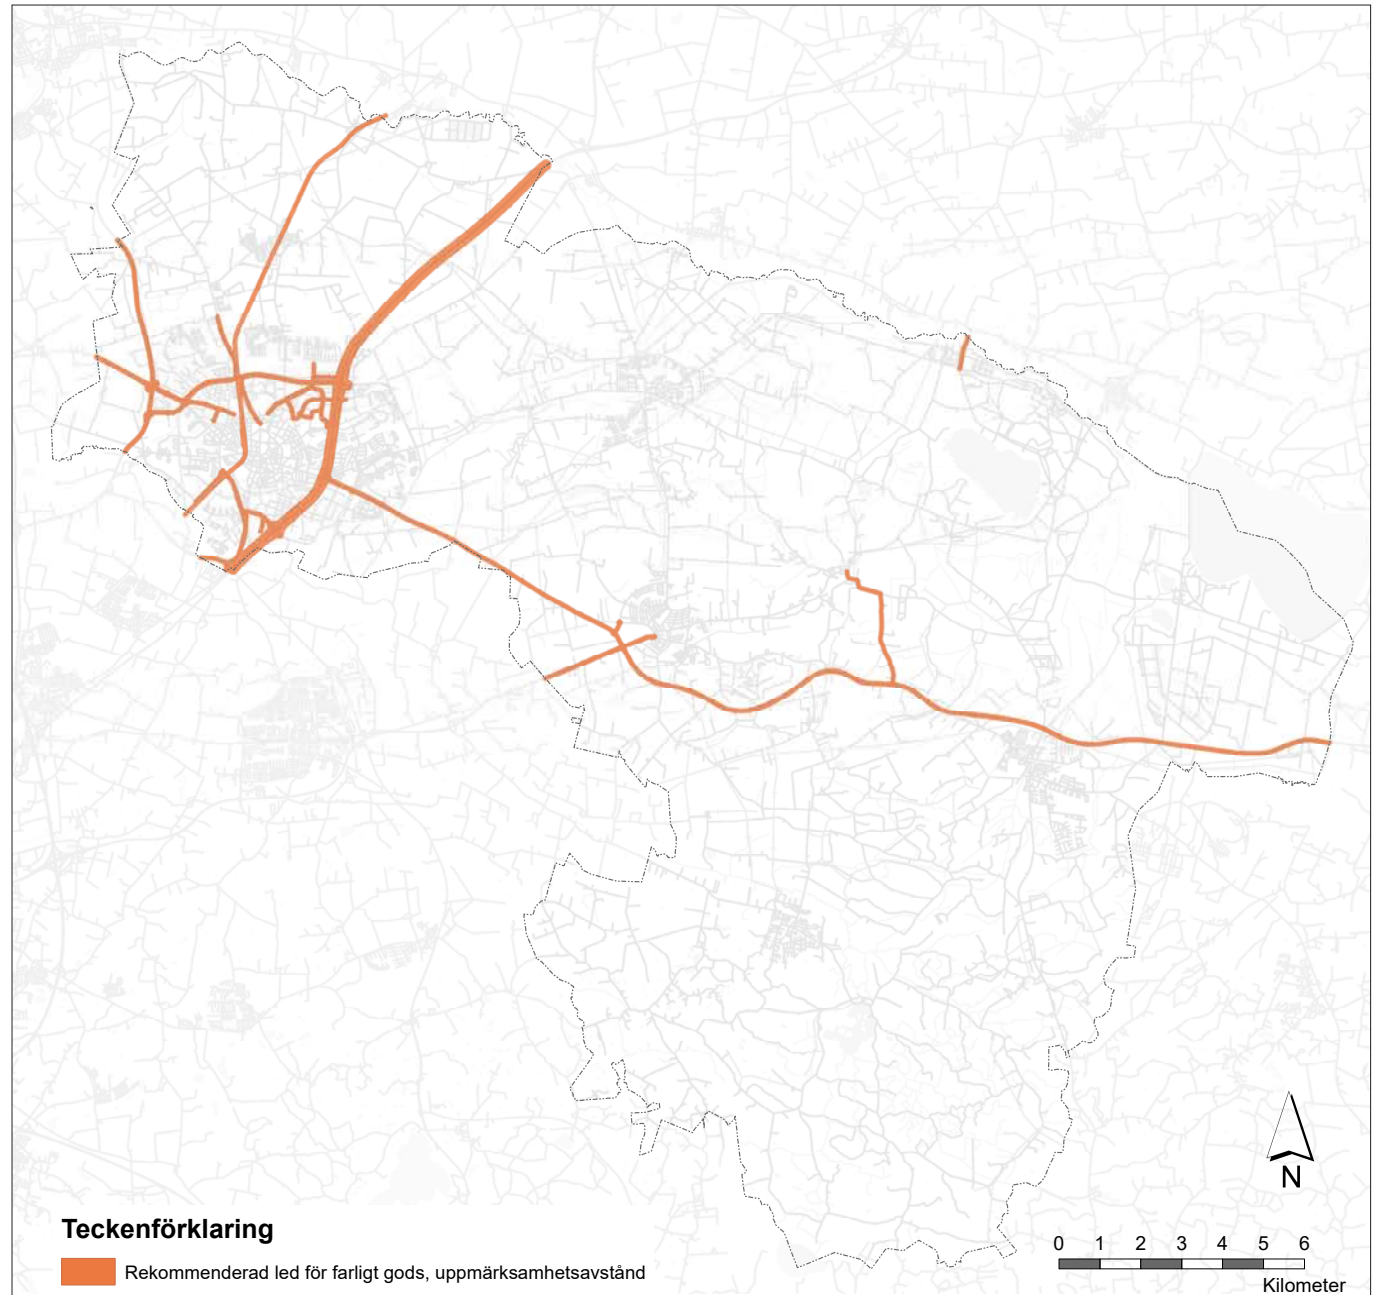 Teckenförklaring
Rekommenderad led för farligt gods, uppmärksamhetsavstånd
N
0 1 2 3 4 5 6
Kilometer